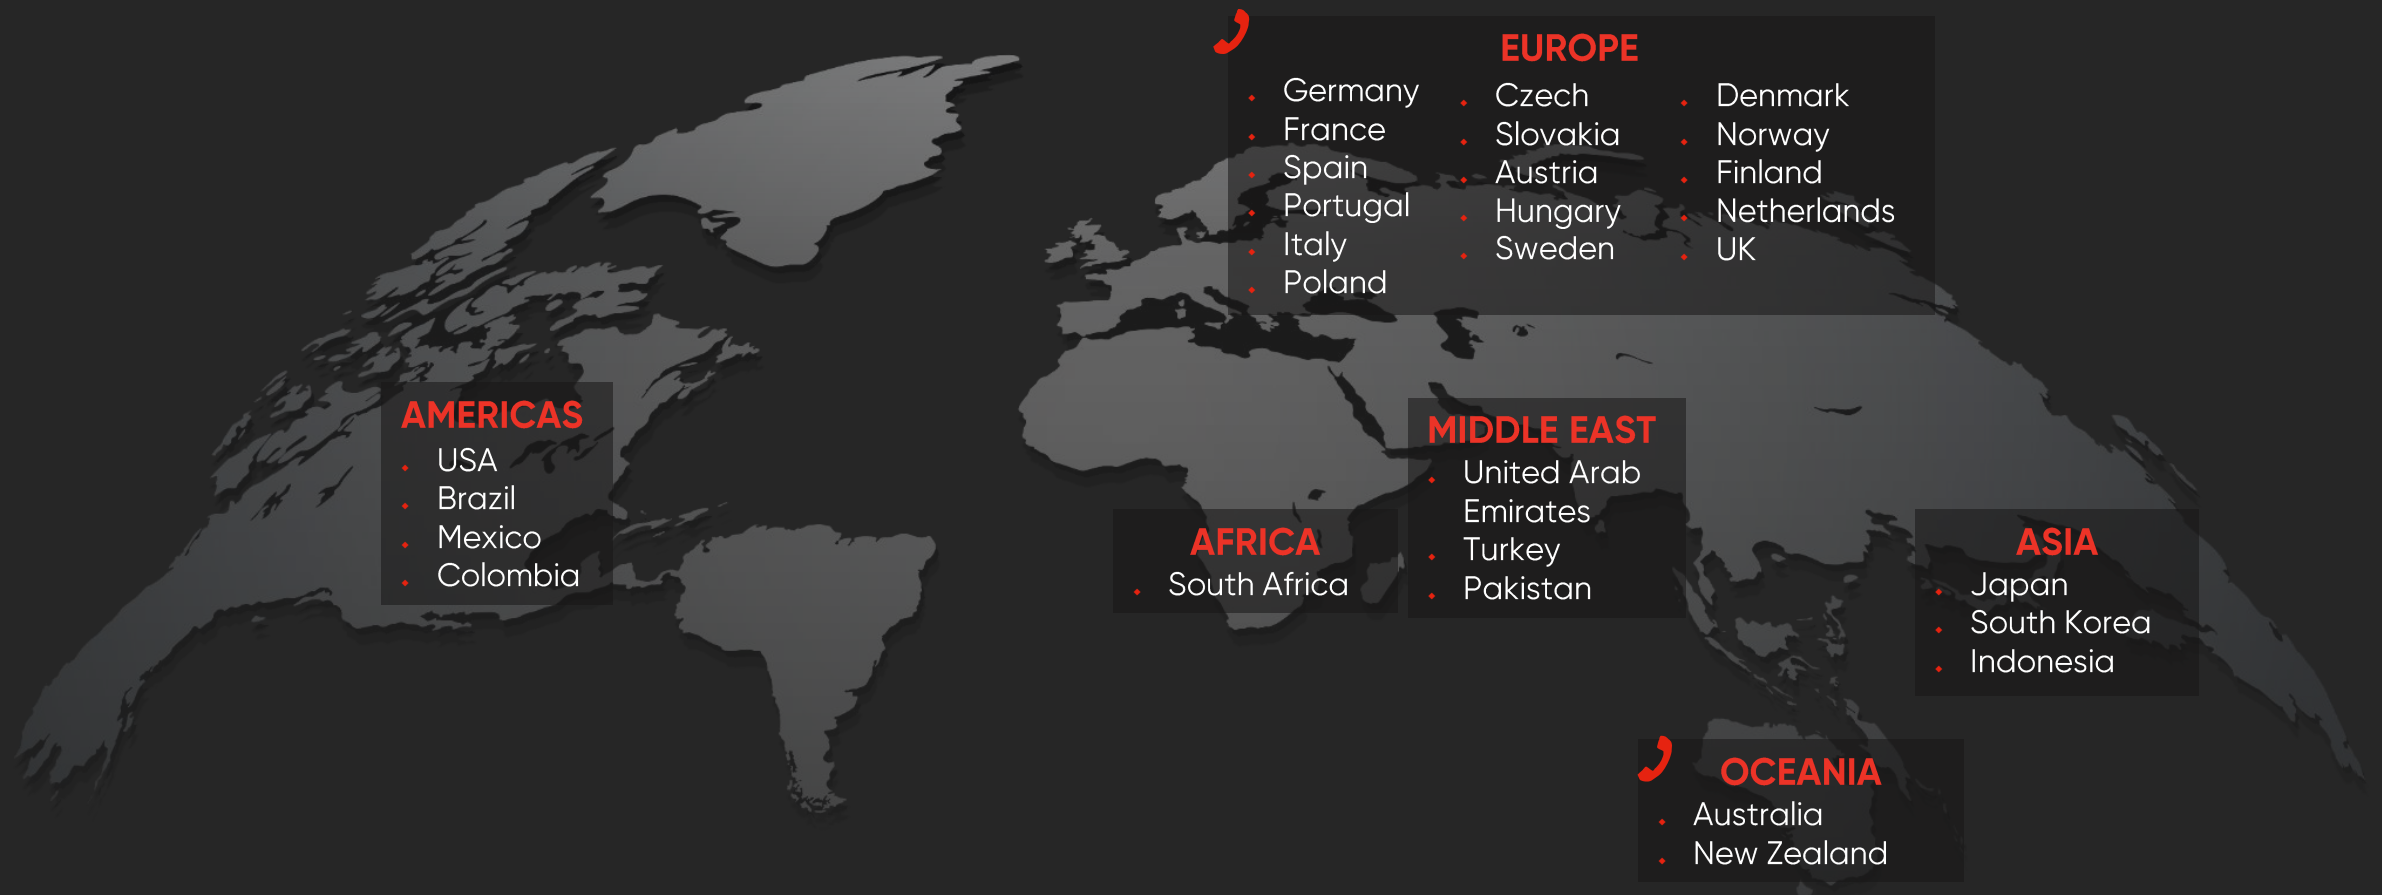 EUROPE
Germany
France
Spain
Portugal
Italy
Poland
Czech
Slovakia
Austria
Hungary
Sweden
Denmark
Norway
Finland
Netherlands
UK
AMERICAS
USA
Brazil
Mexico
Colombia
AFRICA
South Africa
MIDDLE EAST
United Arab
Emirates
Turkey
Pakistan
ASIA
Japan
South Korea
Indonesia
OCEANIA
Australia
New Zealand